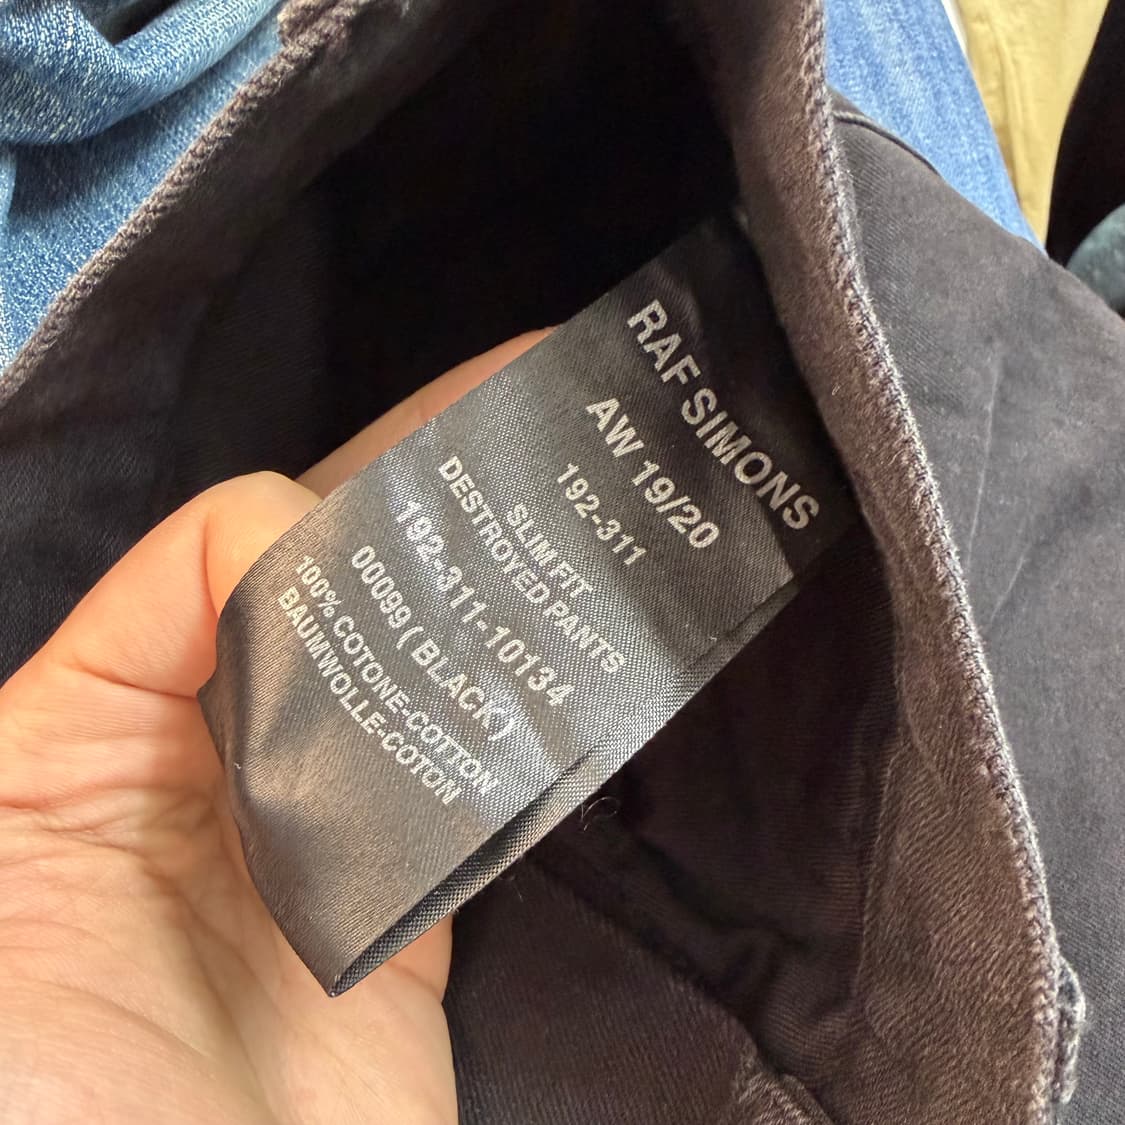 RAF SIMONS
AW 19/20
192-311
SLIM FIT
DESTROYED PANTS
192-311-10134
00099 ( BLACK )
100% COTONE-COTTON
BAUMWOLLE-COTON